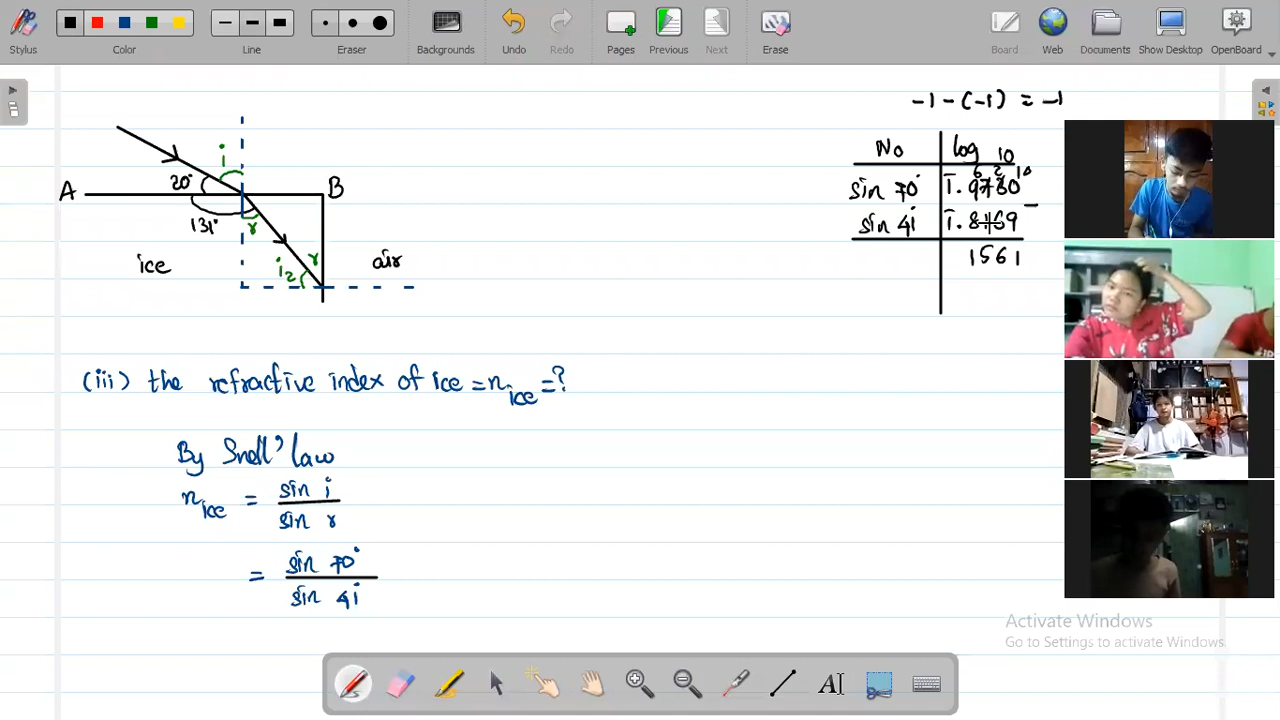 Stylus
Color
Line
Eraser
Backgrounds
Undo
Redo
Pages
Previous
Next
Erase
Board
Web
Documents
Show Desktop
OpenBoard
-1 - (-1) = -1
No log 10
sin 70° 1̅. 9730
sin 41° 1̅. 8169
1561
i
20°
A
B
131°
r
ice
i2
r
air
(iii) the refractive index of ice = n ice = ?
By Snell' law
n ice = sin i
sin r
= sin 70°
sin 41°
Activate Windows
Go to Settings to activate Windows.